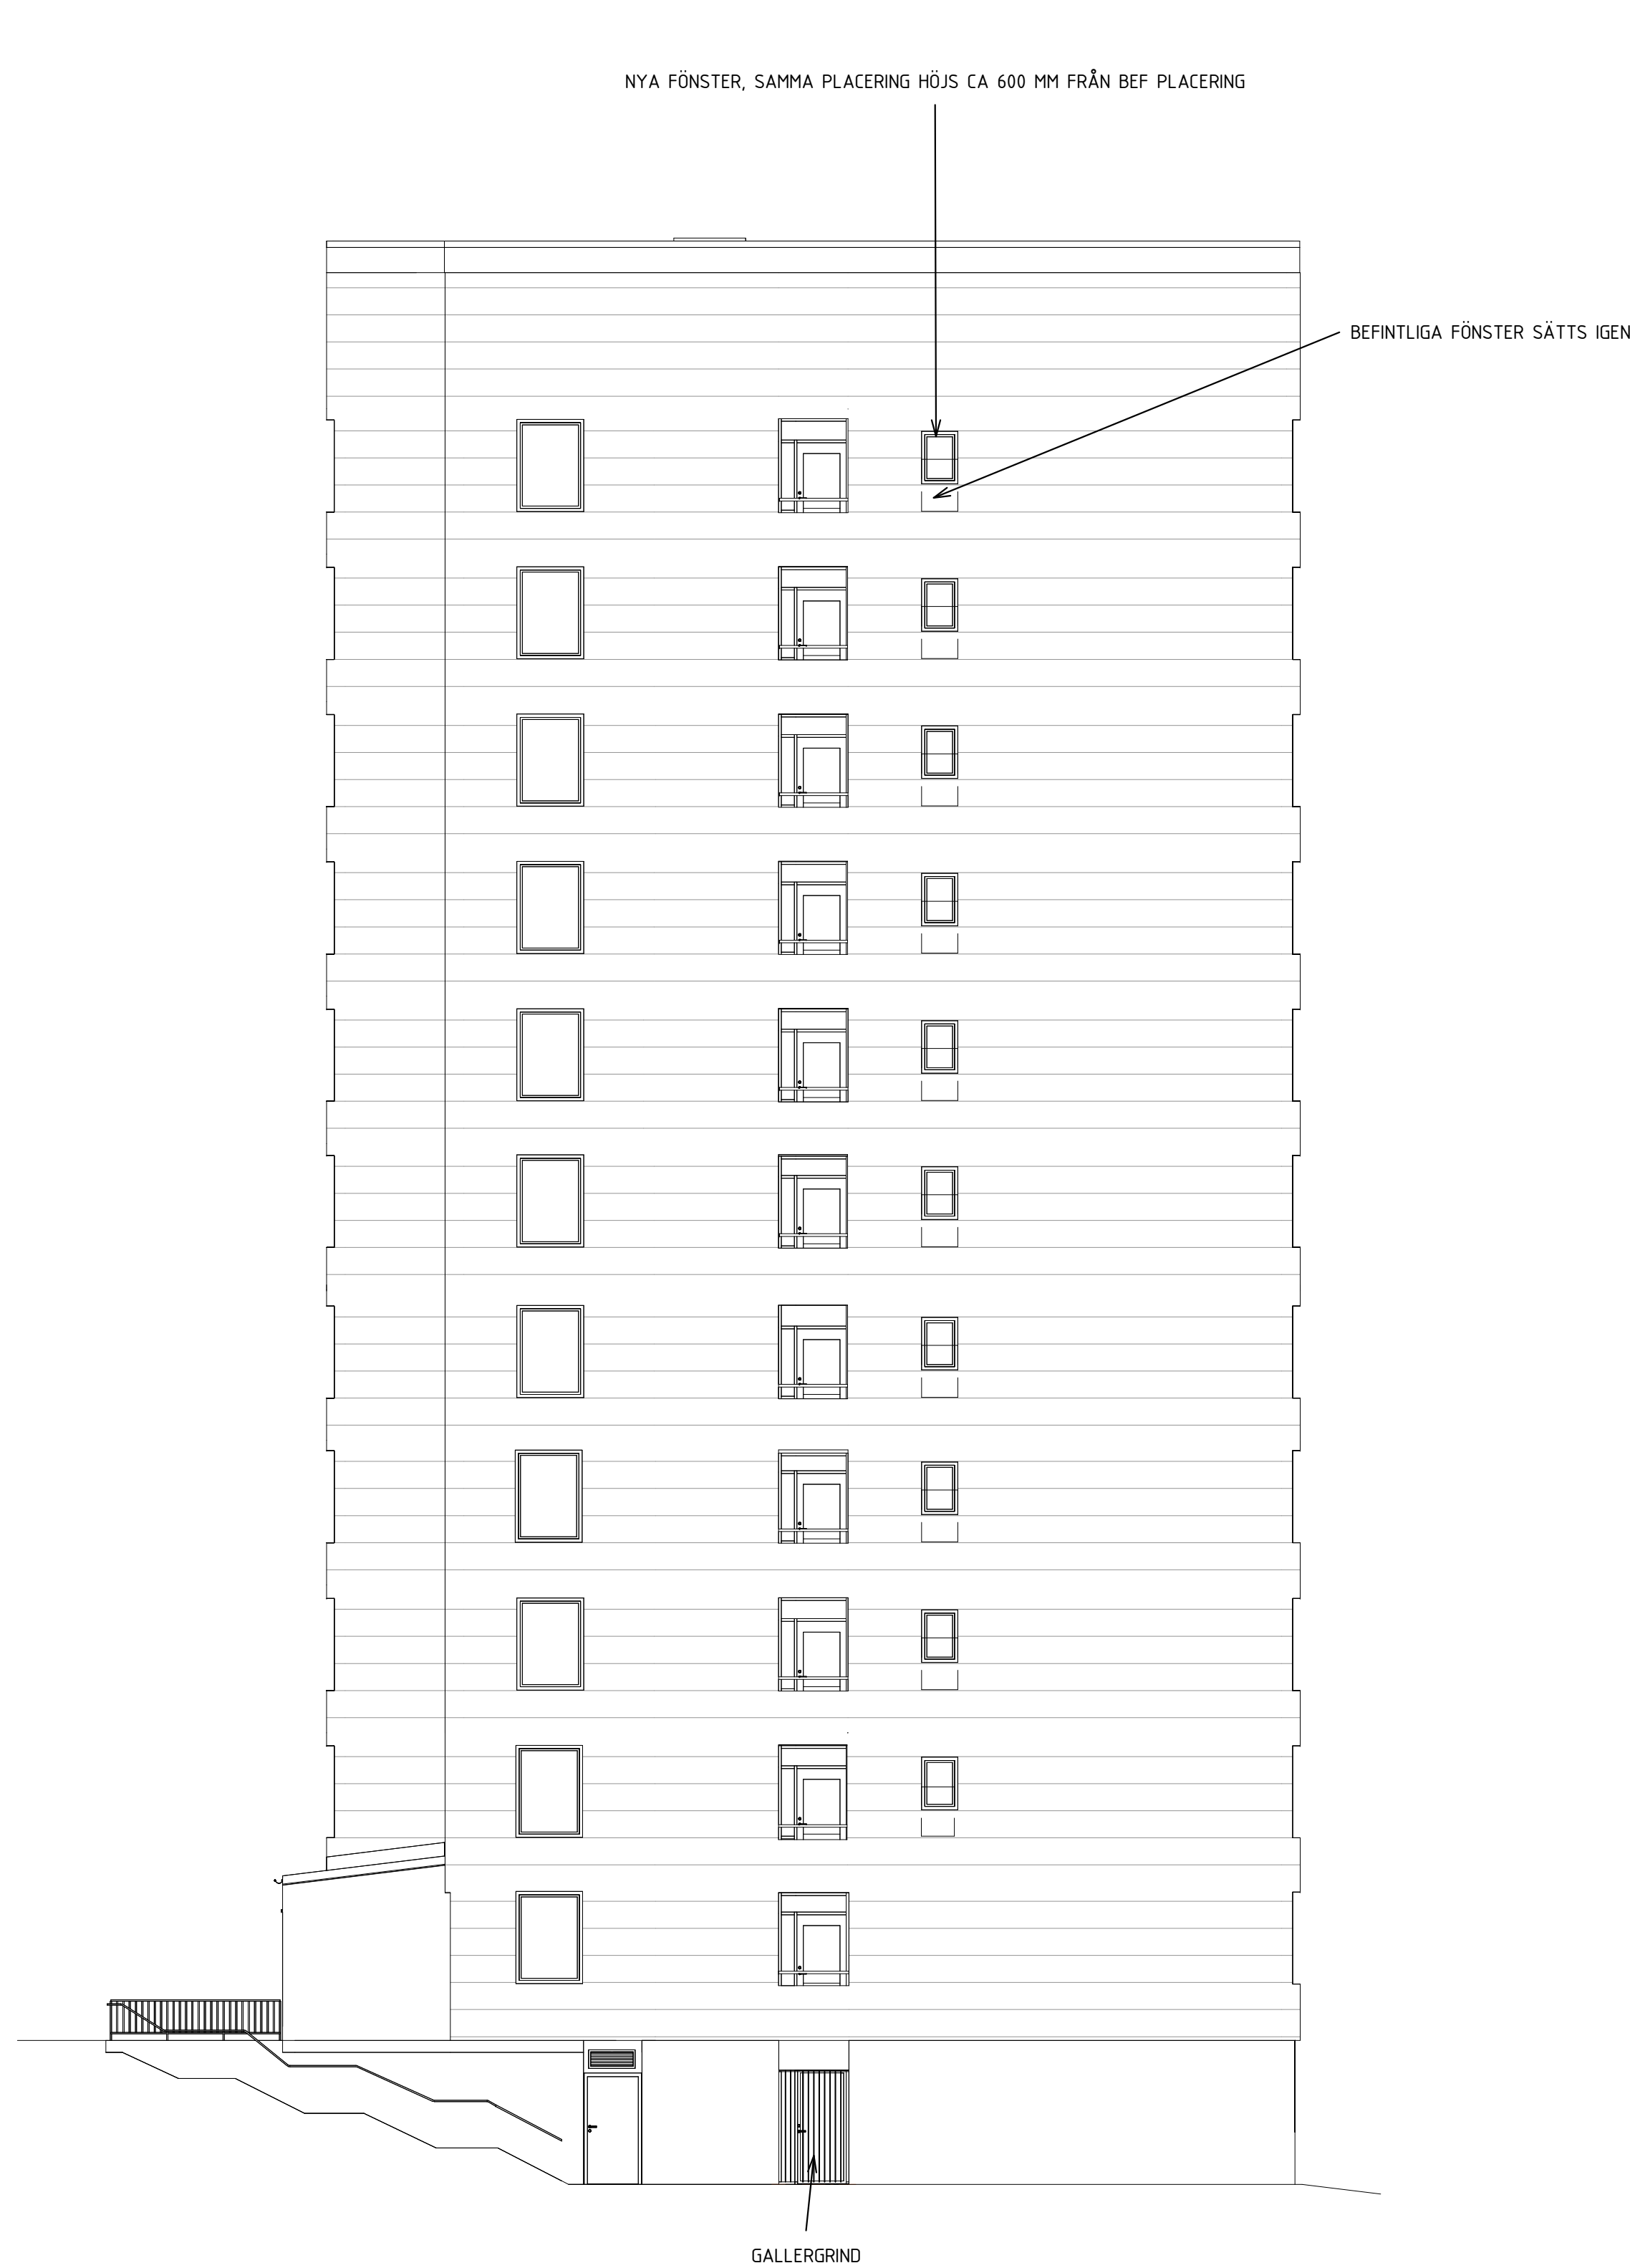 NYA FÖNSTER, SAMMA PLACERING HÖJS CA 600 MM FRÅN BEF PLACERING
BEFINTLIGA FÖNSTER SÄTTS IGEN
GALLERGRIND